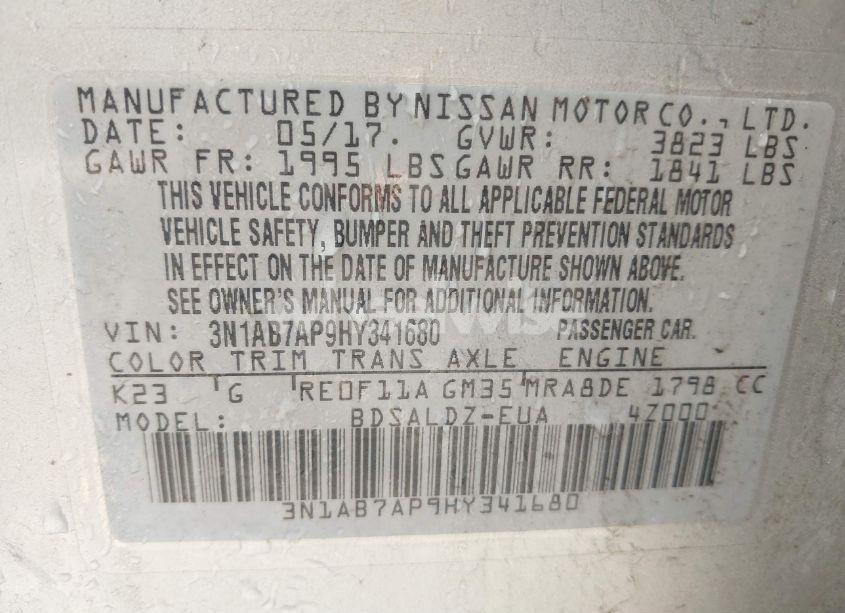 MANUFACTURED BY NISSAN MOTOR CO., LTD.
DATE: 05/17. GVWR: 3823 LBS
GAWR FR: 1995 LBS GAWR RR: 1841 LBS
THIS VEHICLE CONFORMS TO ALL APPLICABLE FEDERAL MOTOR
VEHICLE SAFETY, BUMPER AND THEFT PREVENTION STANDARDS
IN EFFECT ON THE DATE OF MANUFACTURE SHOWN ABOVE.
SEE OWNER'S MANUAL FOR ADDITIONAL INFORMATION.
VIN: 3N1AB7AP9HY341680 PASSENGER CAR.
COLOR TRIM TRANS AXLE ENGINE
K23 G RE0F11A GM35 MRA8DE 1798 CC
MODEL: BDSALDZ-EUA 4Z000
3N1AB7AP9HY341680